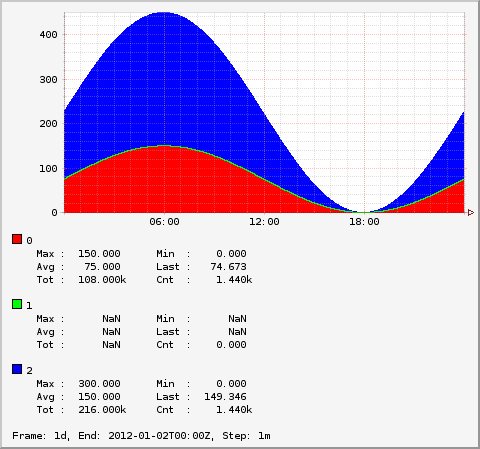 400
300
200
100
0
06:00 12:00 18:00
0
Max : 150.000 Min : 0.000
Avg : 75.000 Last : 74.673
Tot : 108.000k Cnt : 1.440k
1
Max : NaN Min : NaN
Avg : NaN Last : NaN
Tot : NaN Cnt : 0.000
2
Max : 300.000 Min : 0.000
Avg : 150.000 Last : 149.346
Tot : 216.000k Cnt : 1.440k
Frame: 1d, End: 2012-01-02T00:00Z, Step: 1m